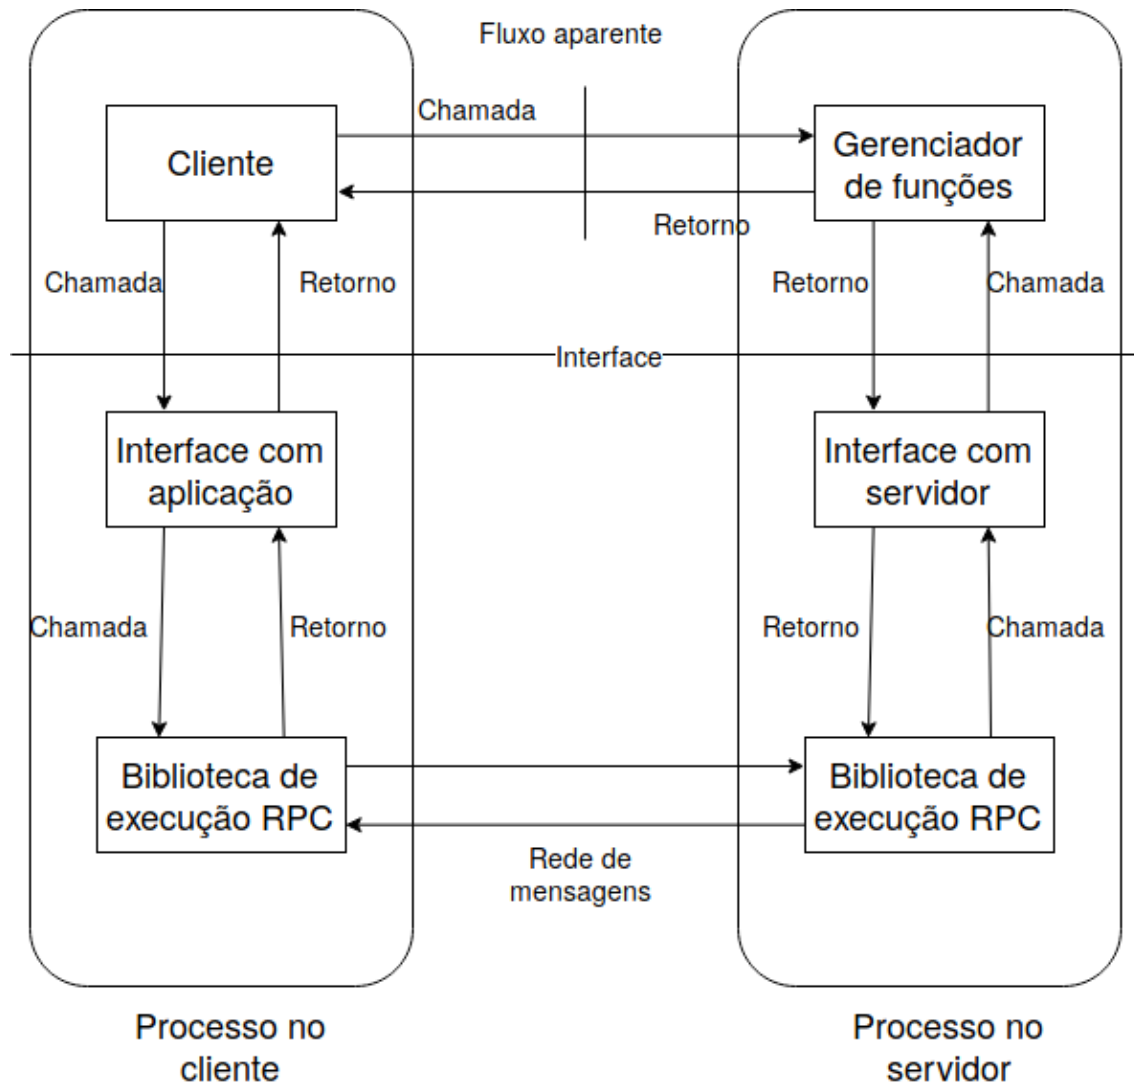 Fluxo aparente
Chamada
Cliente
Gerenciador
de funções
Retorno
Chamada
Retorno
Retorno
Chamada
Interface
Interface com
aplicação
Interface com
servidor
Chamada
Retorno
Retorno
Chamada
Biblioteca de
execução RPC
Biblioteca de
execução RPC
Rede de
mensagens
Processo no
cliente
Processo no
servidor